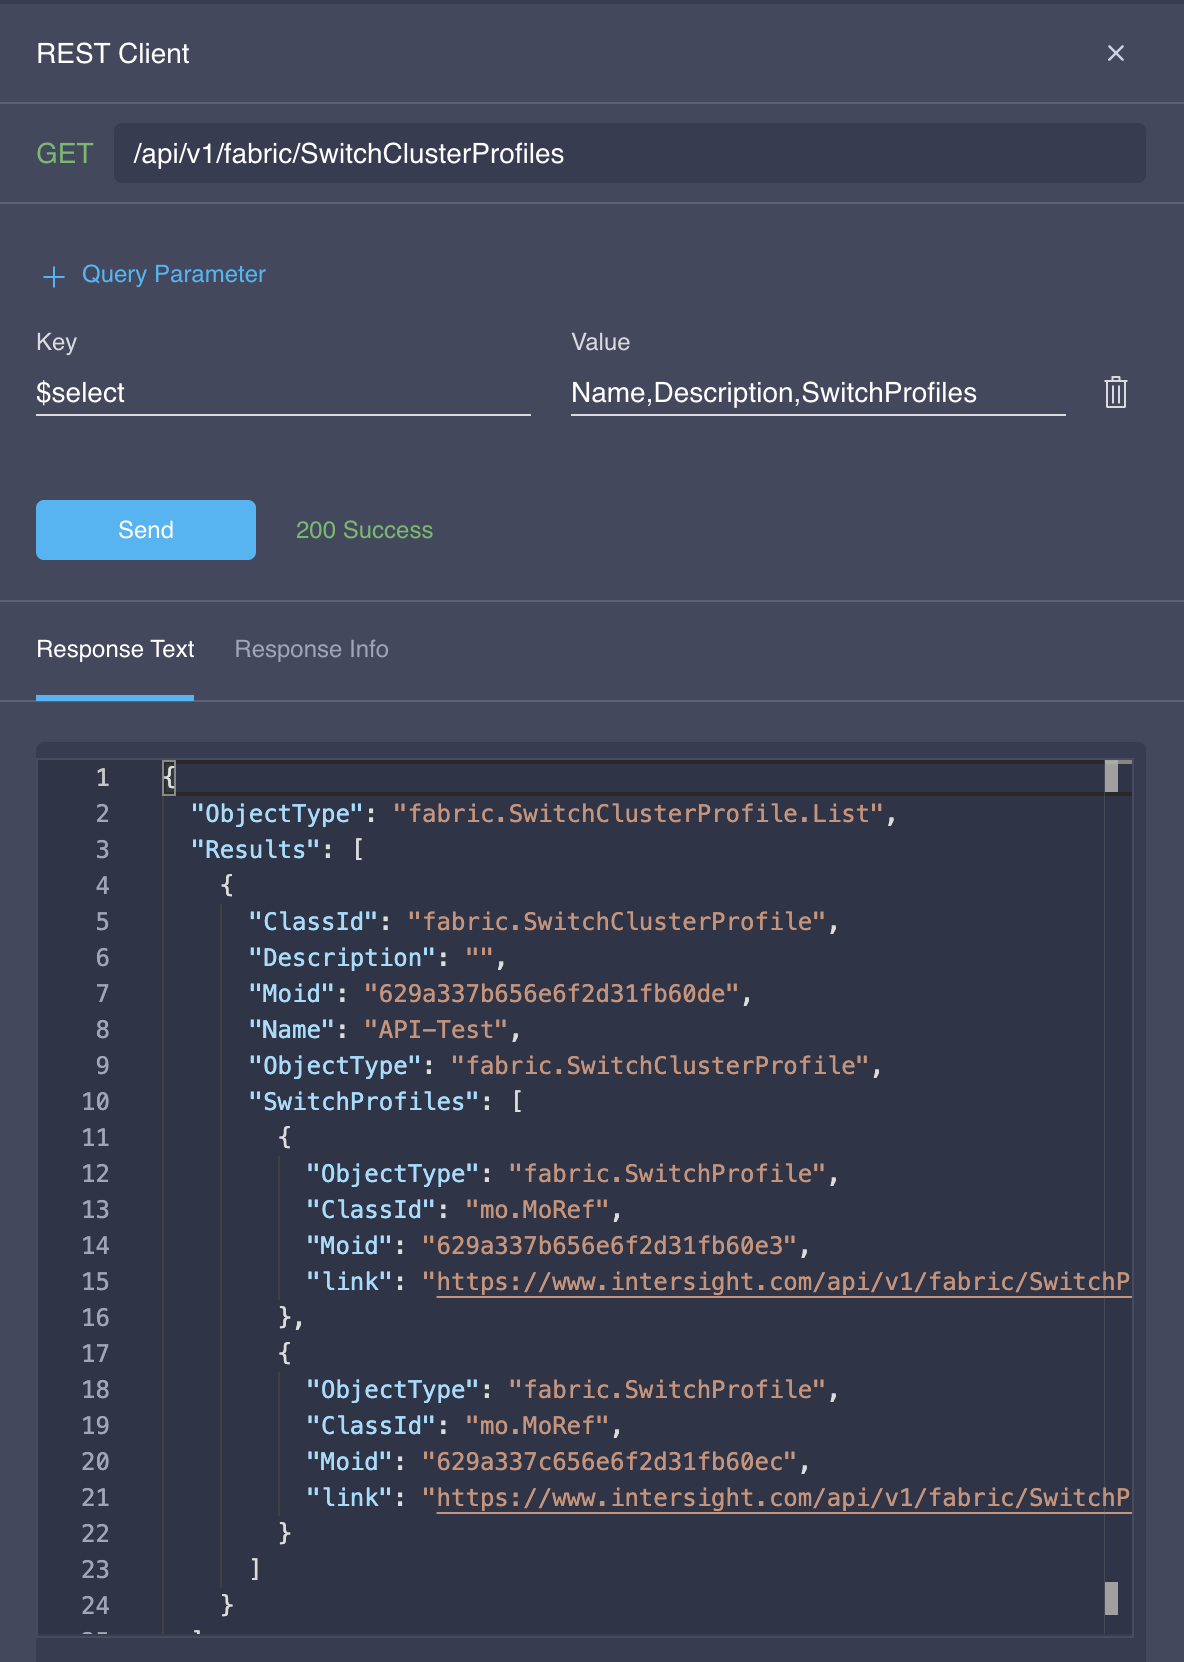 REST Client
GET /api/v1/fabric/SwitchClusterProfiles
Query Parameter
Key Value
$select Name,Description,SwitchProfiles
Send 200 Success
Response Text Response Info
1 {
2 "ObjectType": "fabric.SwitchClusterProfile.List",
3 "Results": [
4 {
5 "ClassId": "fabric.SwitchClusterProfile",
6 "Description": "",
7 "Moid": "629a337b656e6f2d31fb60de",
8 "Name": "API-Test",
9 "ObjectType": "fabric.SwitchClusterProfile",
10 "SwitchProfiles": [
11 {
12 "ObjectType": "fabric.SwitchProfile",
13 "ClassId": "mo.MoRef",
14 "Moid": "629a337b656e6f2d31fb60e3",
15 "link": "https://www.intersight.com/api/v1/fabric/SwitchP
16 },
17 {
18 "ObjectType": "fabric.SwitchProfile",
19 "ClassId": "mo.MoRef",
20 "Moid": "629a337c656e6f2d31fb60ec",
21 "link": "https://www.intersight.com/api/v1/fabric/SwitchP
22 }
23 ]
24 }